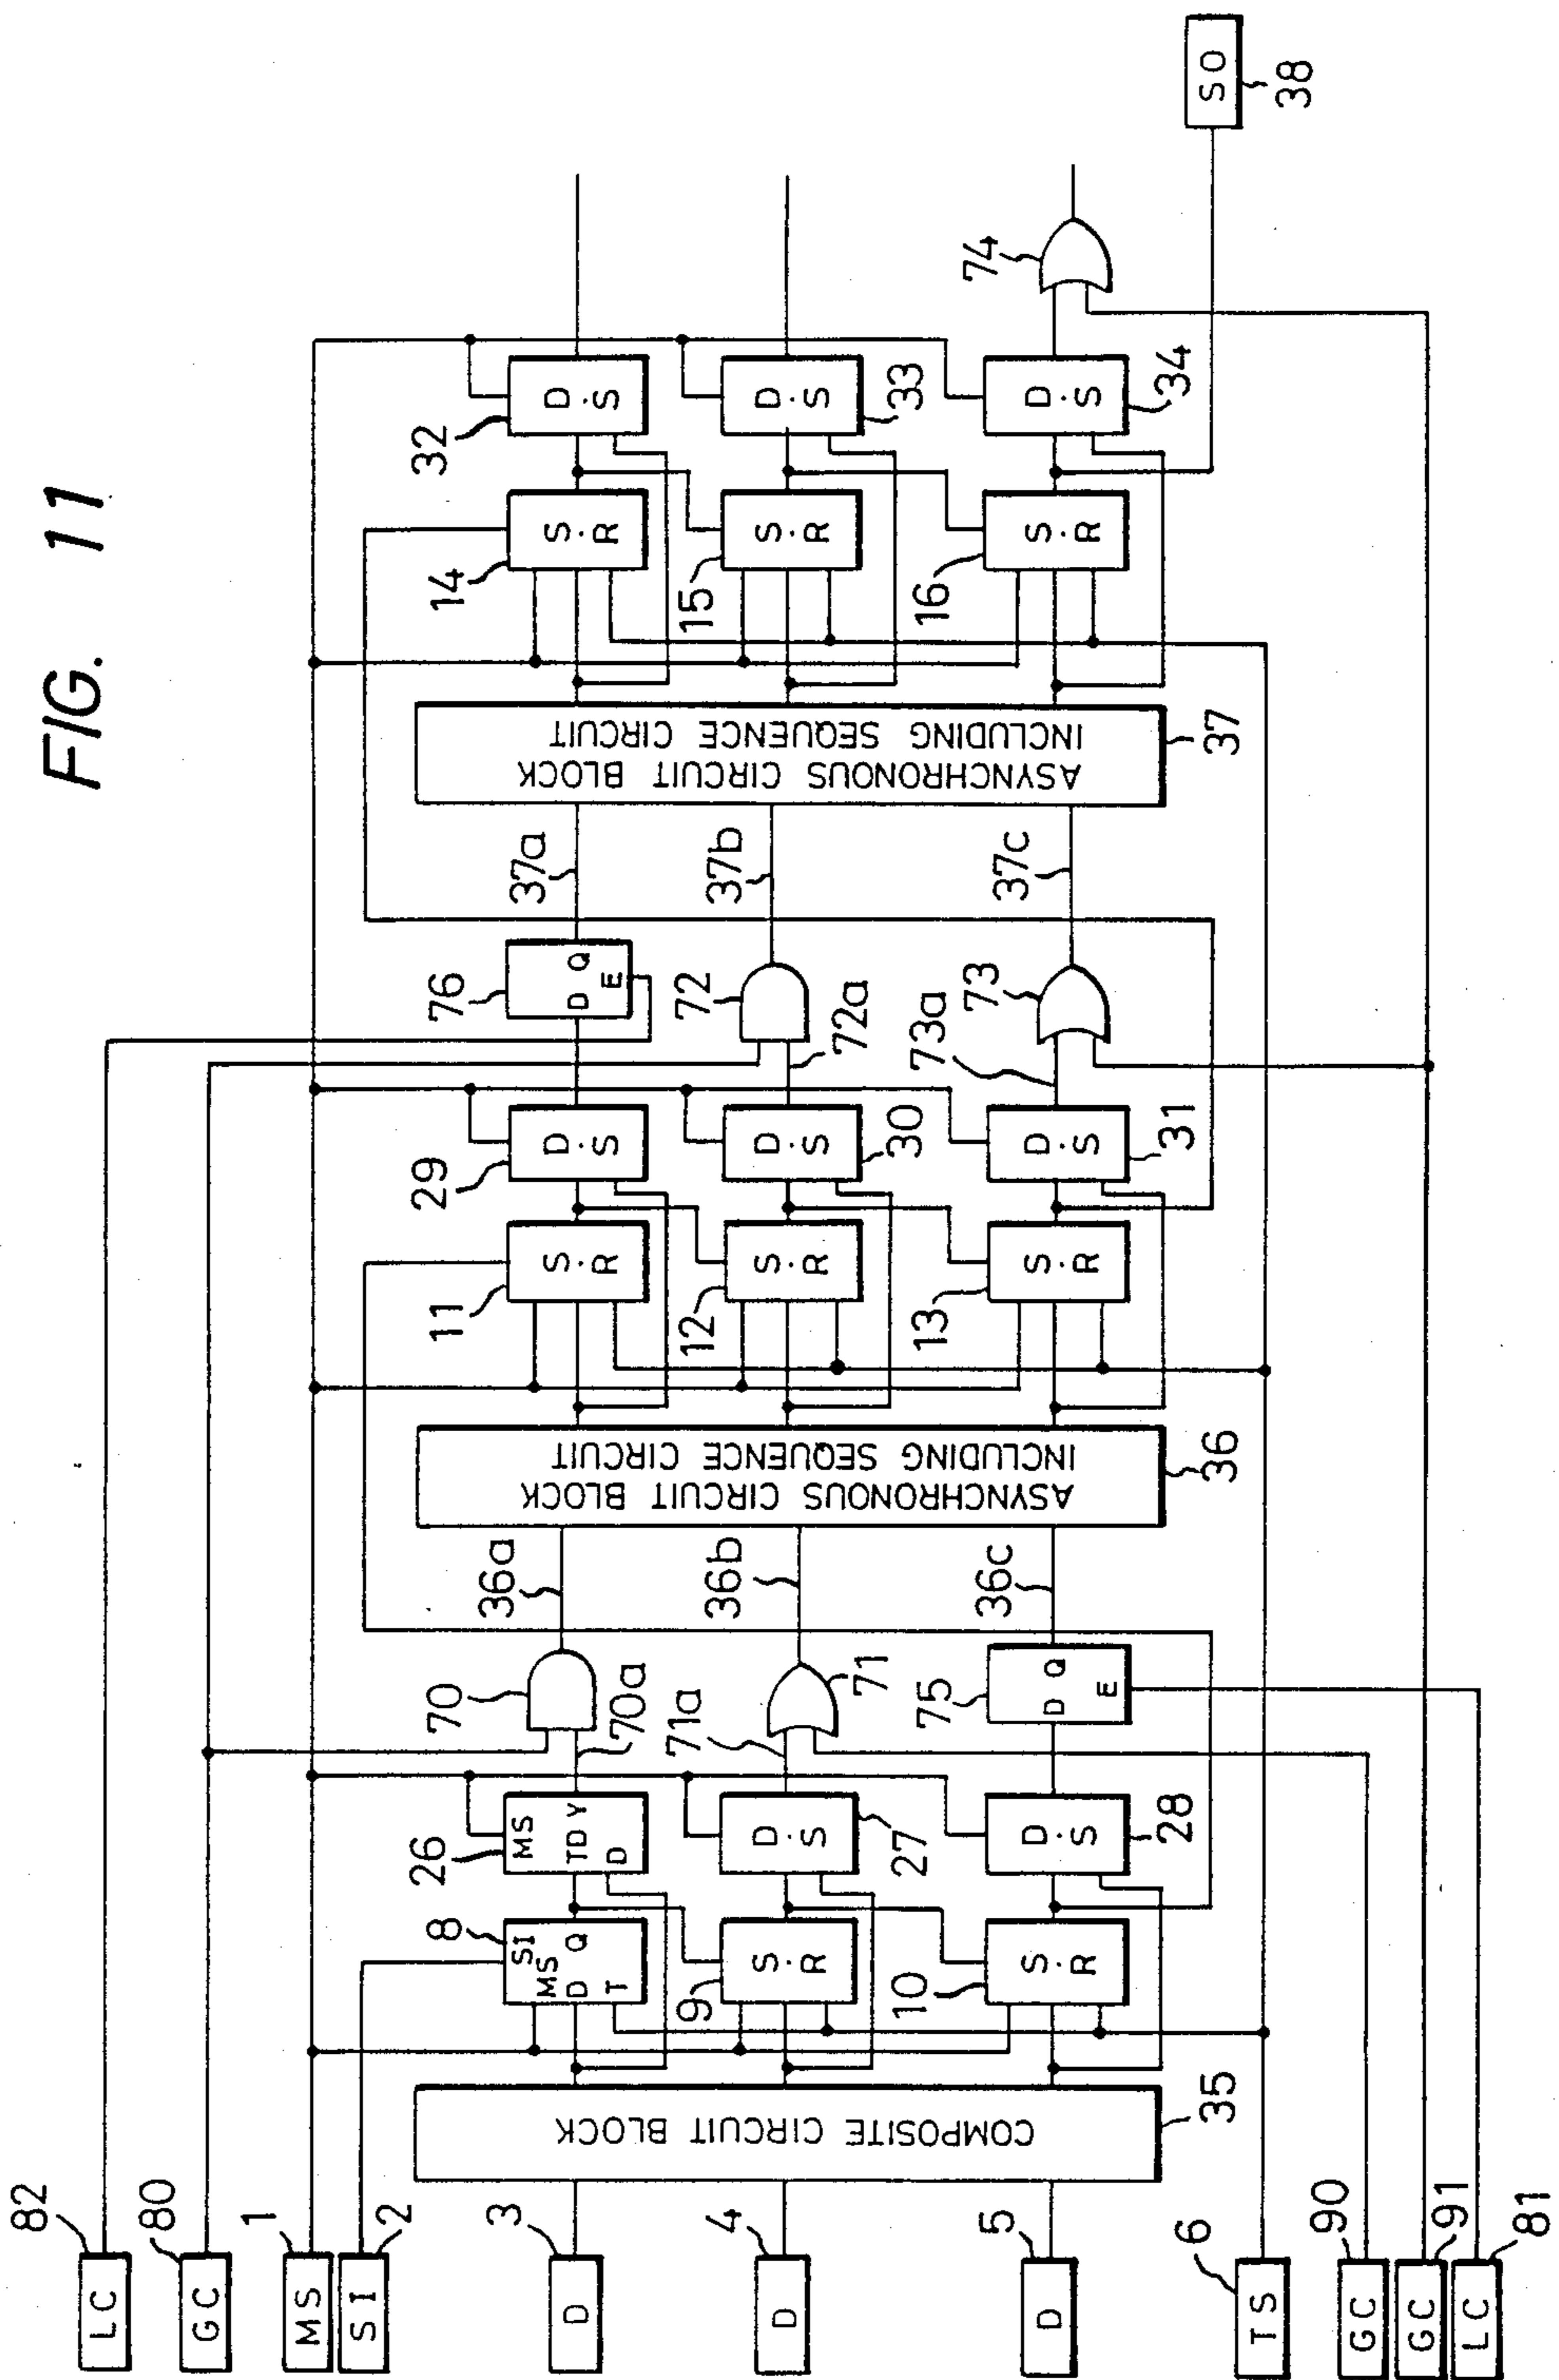 FIG. 11
82
LC
80
GC
1
MS
SI
2
3
D
4
D
5
D
6
TS
90
GC
GC
91
LC
81
COMPOSITE CIRCUIT BLOCK
35
8
SI
MS
D Q
T
9
S·R
10
S·R
26
MS
TD Y
D
D·S
27
D·S
28
70
70a
71a
71
75
D Q
E
36a
36b
36c
ASYNCHRONOUS CIRCUIT BLOCK
INCLUDING SEQUENCE CIRCUIT
36
11
S·R
12
S·R
13
S·R
29
D·S
D·S
30
D·S
31
76
D Q
E
72
72a
73a
73
37a
37b
37c
ASYNCHRONOUS CIRCUIT BLOCK
INCLUDING SEQUENCE CIRCUIT
37
14
S·R
15
S·R
16
S·R
32
D·S
D·S
33
D·S
34
74
SO
38